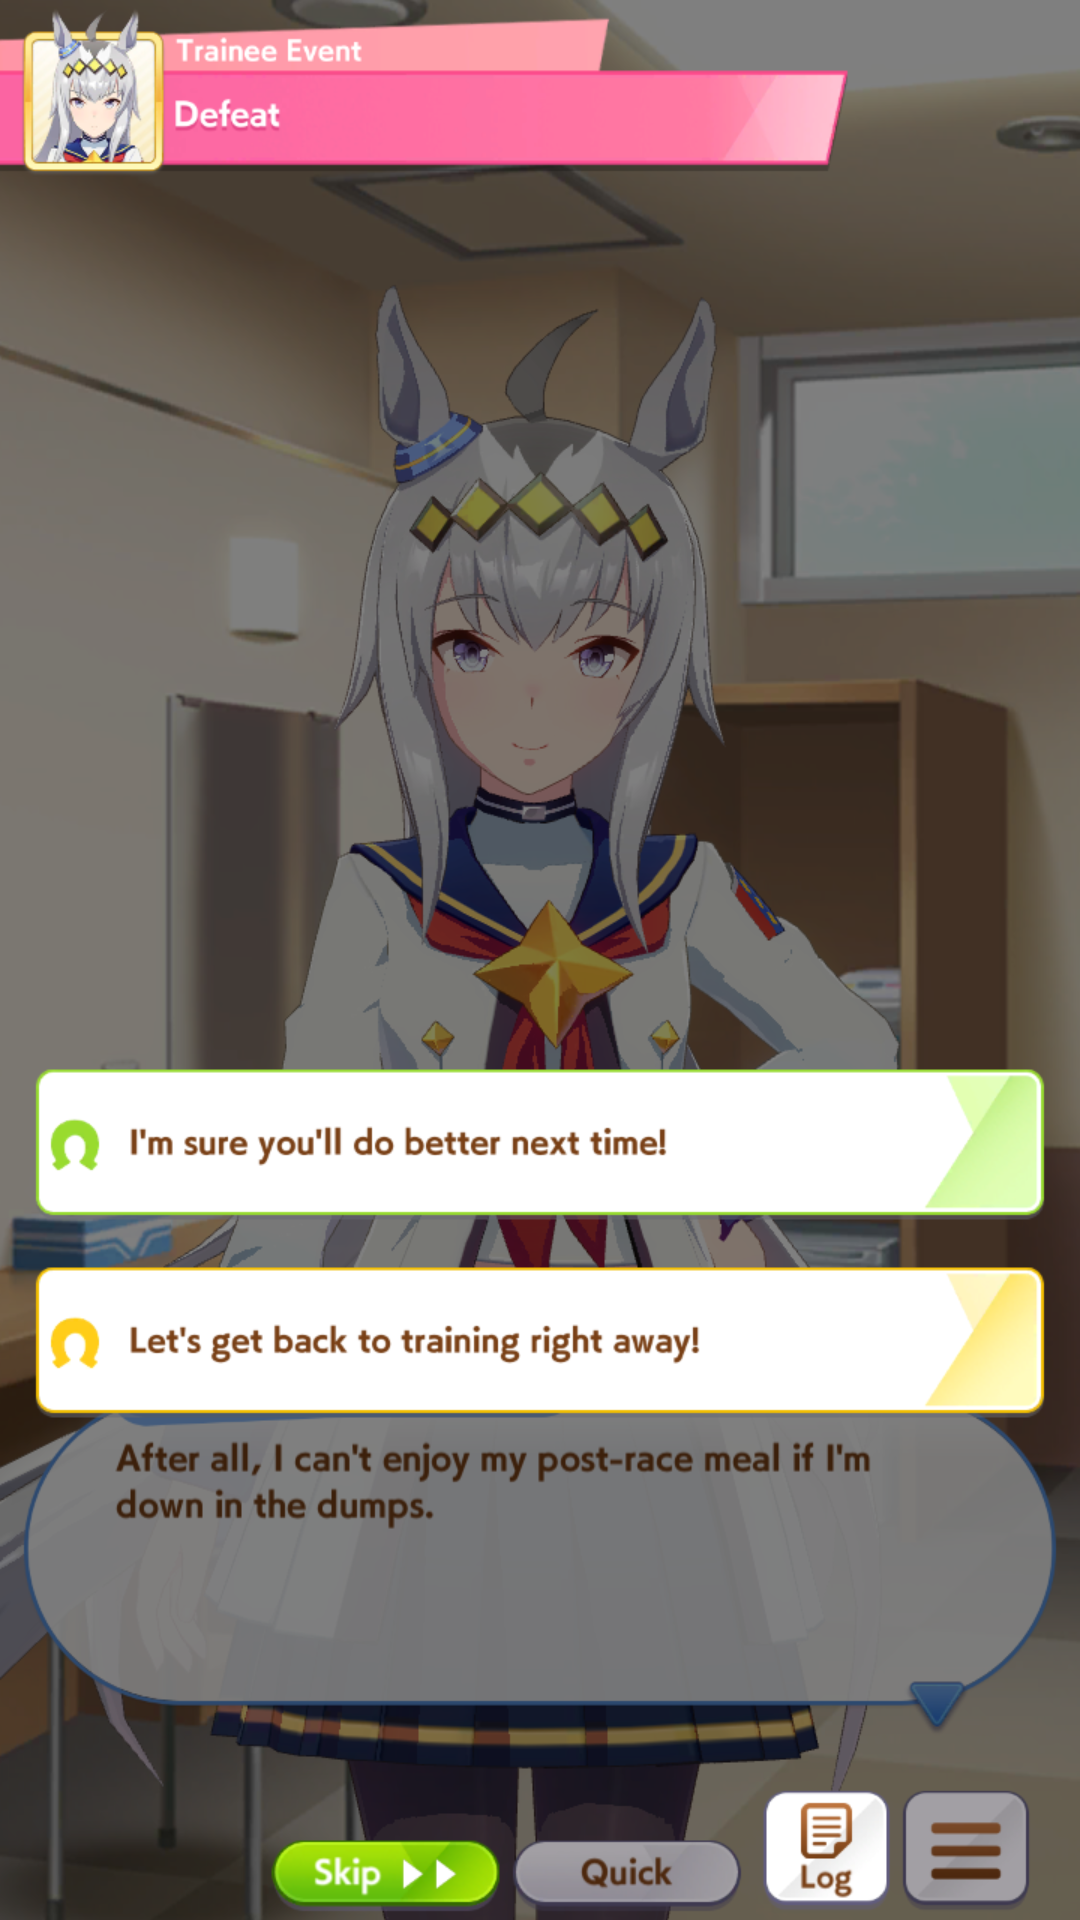 Trainee Event
Defeat
I'm sure you'll do better next time!
Let's get back to training right away!
After all, I can't enjoy my post-race meal if I'm
down in the dumps.
Skip
Quick
Log